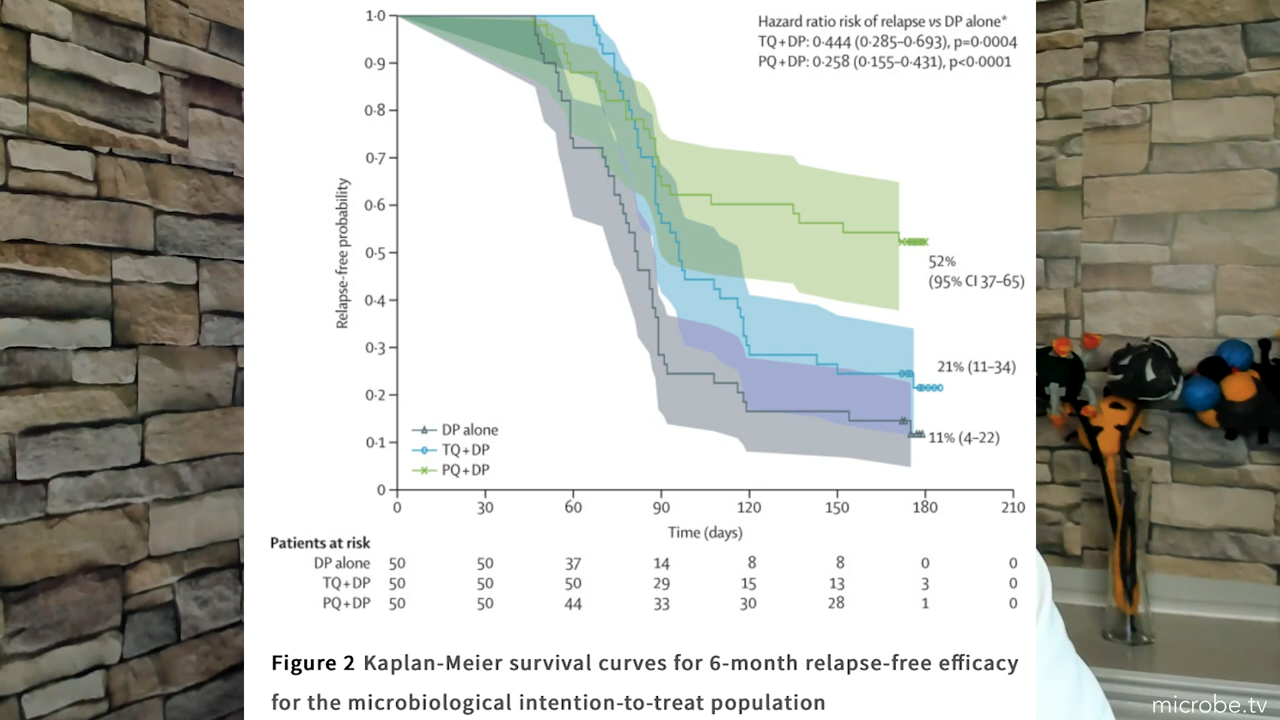 Hazard ratio risk of relapse vs DP alone*
TQ+DP: 0·444 (0·285–0·693), p=0·0004
PQ+DP: 0·258 (0·155–0·431), p<0·0001
1·0
0·9
0·8
0·7
0·6
0·5
0·4
0·3
0·2
0·1
0
Relapse-free probability
52%
(95% CI 37–65)
21% (11–34)
11% (4–22)
DP alone
TQ+DP
PQ+DP
0 30 60 90 120 150 180 210
Time (days)
Patients at risk
DP alone 50 50 37 14 8 8 0 0
TQ+DP 50 50 50 29 15 13 3 0
PQ+DP 50 50 44 33 30 28 1 0
Figure 2 Kaplan-Meier survival curves for 6-month relapse-free efficacy
for the microbiological intention-to-treat population
microbe.tv